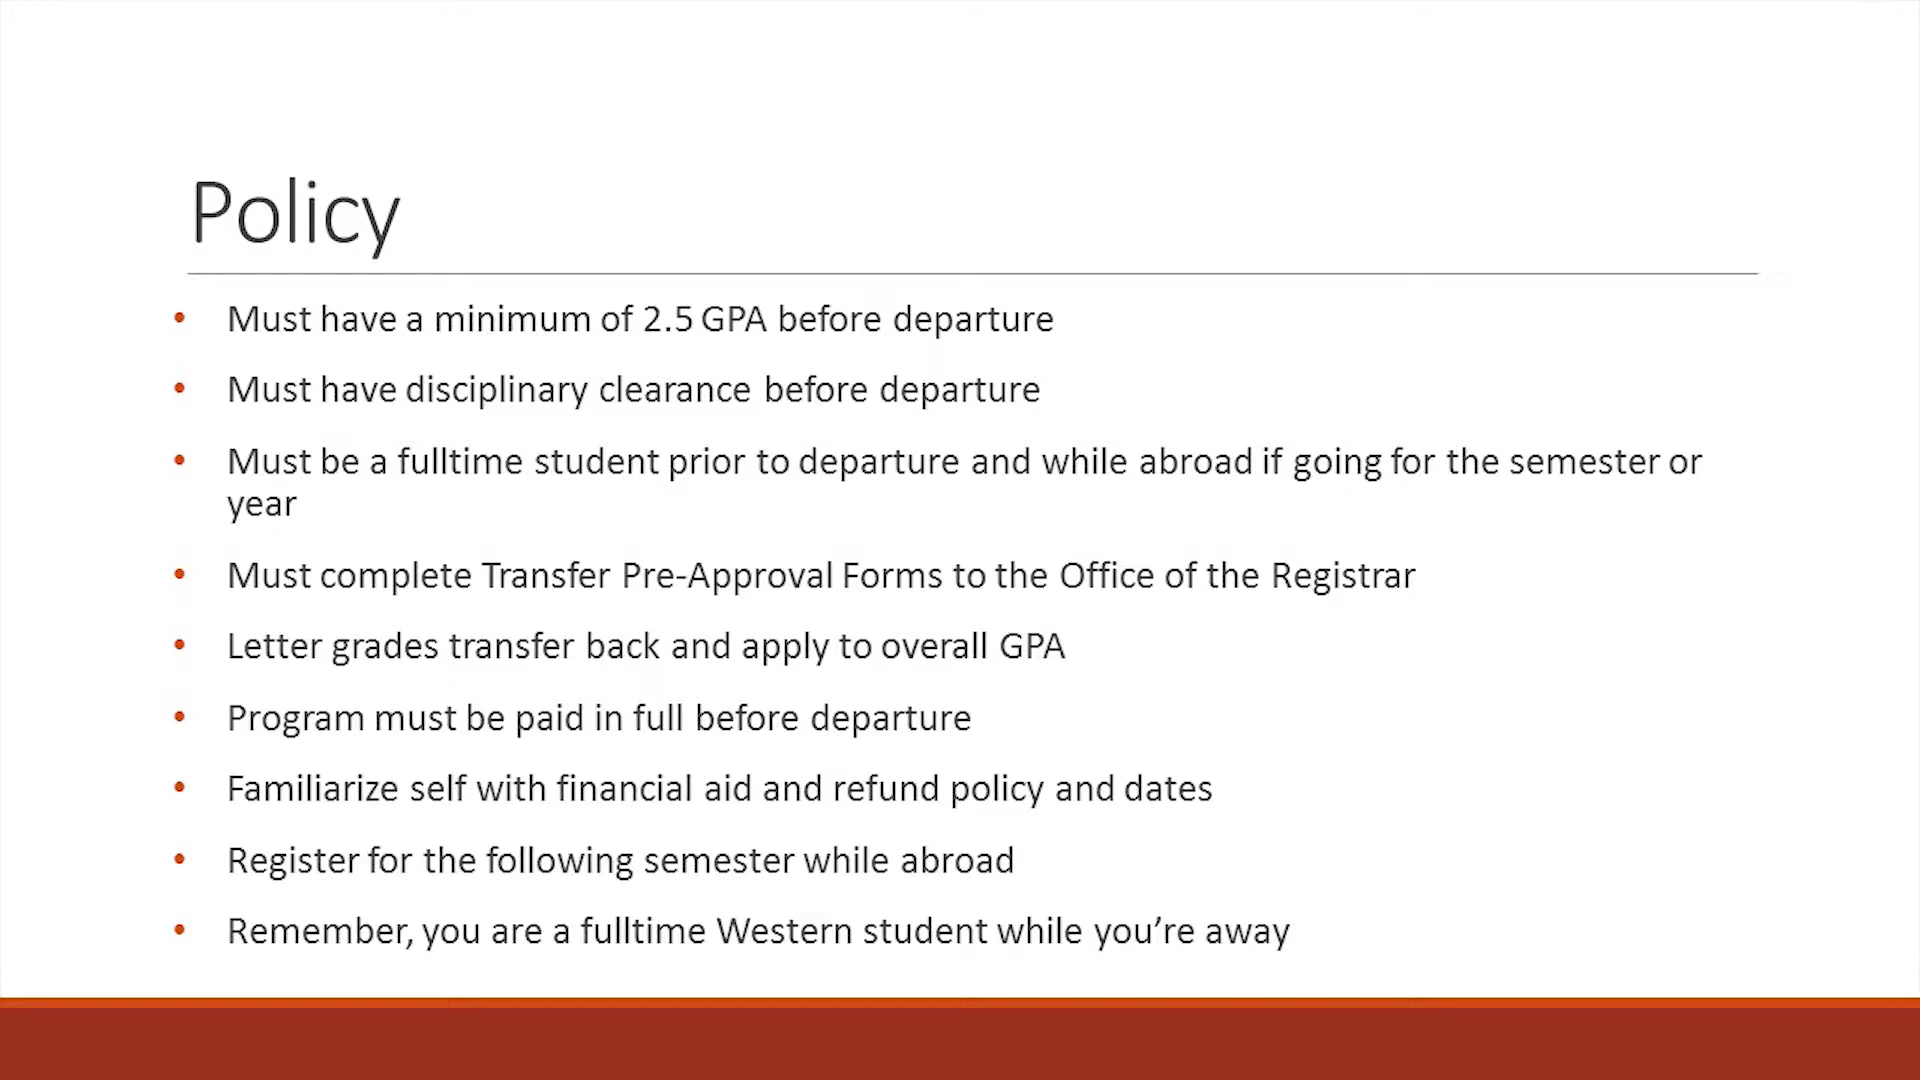 Policy
• Must have a minimum of 2.5 GPA before departure
• Must have disciplinary clearance before departure
• Must be a fulltime student prior to departure and while abroad if going for the semester or
year
• Must complete Transfer Pre-Approval Forms to the Office of the Registrar
• Letter grades transfer back and apply to overall GPA
• Program must be paid in full before departure
• Familiarize self with financial aid and refund policy and dates
• Register for the following semester while abroad
• Remember, you are a fulltime Western student while you’re away